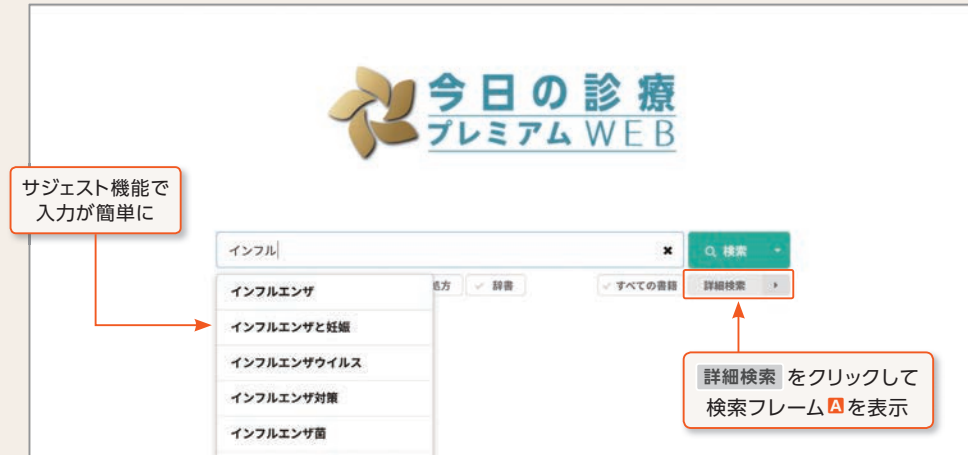 今日の診療
プレミアム WEB
サジェスト機能で
入力が簡単に
インフル
検索
処方
辞書
すべての書籍
詳細検索
インフルエンザ
インフルエンザと妊娠
インフルエンザウイルス
インフルエンザ対策
インフルエンザ菌
詳細検索 をクリックして
検索フレームAを表示